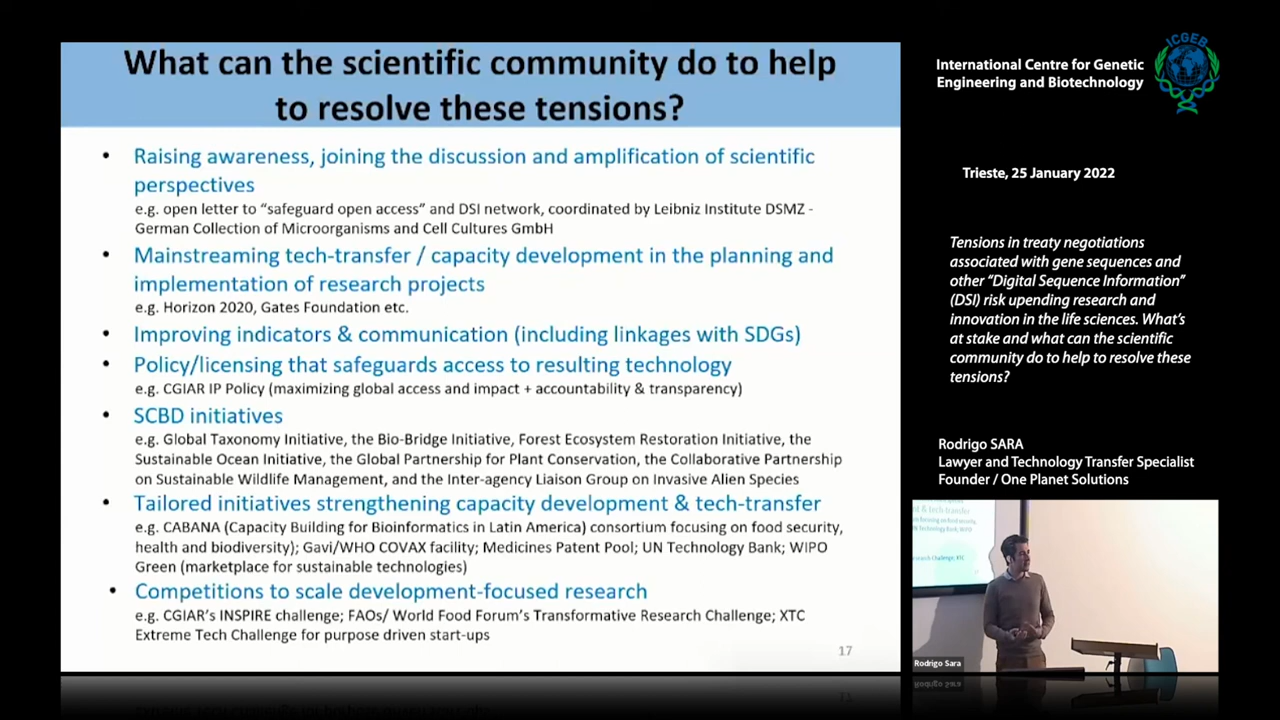 What can the scientific community do to help
to resolve these tensions?
• Raising awareness, joining the discussion and amplification of scientific
perspectives
e.g. open letter to “safeguard open access” and DSI network, coordinated by Leibniz Institute DSMZ -
German Collection of Microorganisms and Cell Cultures GmbH
• Mainstreaming tech-transfer / capacity development in the planning and
implementation of research projects
e.g. Horizon 2020, Gates Foundation etc.
• Improving indicators & communication (including linkages with SDGs)
• Policy/licensing that safeguards access to resulting technology
e.g. CGIAR IP Policy (maximizing global access and impact + accountability & transparency)
• SCBD initiatives
e.g. Global Taxonomy Initiative, the Bio-Bridge Initiative, Forest Ecosystem Restoration Initiative, the
Sustainable Ocean Initiative, the Global Partnership for Plant Conservation, the Collaborative Partnership
on Sustainable Wildlife Management, and the Inter-agency Liaison Group on Invasive Alien Species
• Tailored initiatives strengthening capacity development & tech-transfer
e.g. CABANA (Capacity Building for Bioinformatics in Latin America) consortium focusing on food security,
health and biodiversity); Gavi/WHO COVAX facility; Medicines Patent Pool; UN Technology Bank; WIPO
Green (marketplace for sustainable technologies)
• Competitions to scale development-focused research
e.g. CGIAR’s INSPIRE challenge; FAOs/ World Food Forum’s Transformative Research Challenge; XTC
Extreme Tech Challenge for purpose driven start-ups
17
International Centre for Genetic
Engineering and Biotechnology
ICGEB
Trieste, 25 January 2022
Tensions in treaty negotiations
associated with gene sequences and
other “Digital Sequence Information”
(DSI) risk upending research and
innovation in the life sciences. What’s
at stake and what can the scientific
community do to help to resolve these
tensions?
Rodrigo SARA
Lawyer and Technology Transfer Specialist
Founder / One Planet Solutions
Rodrigo Sara